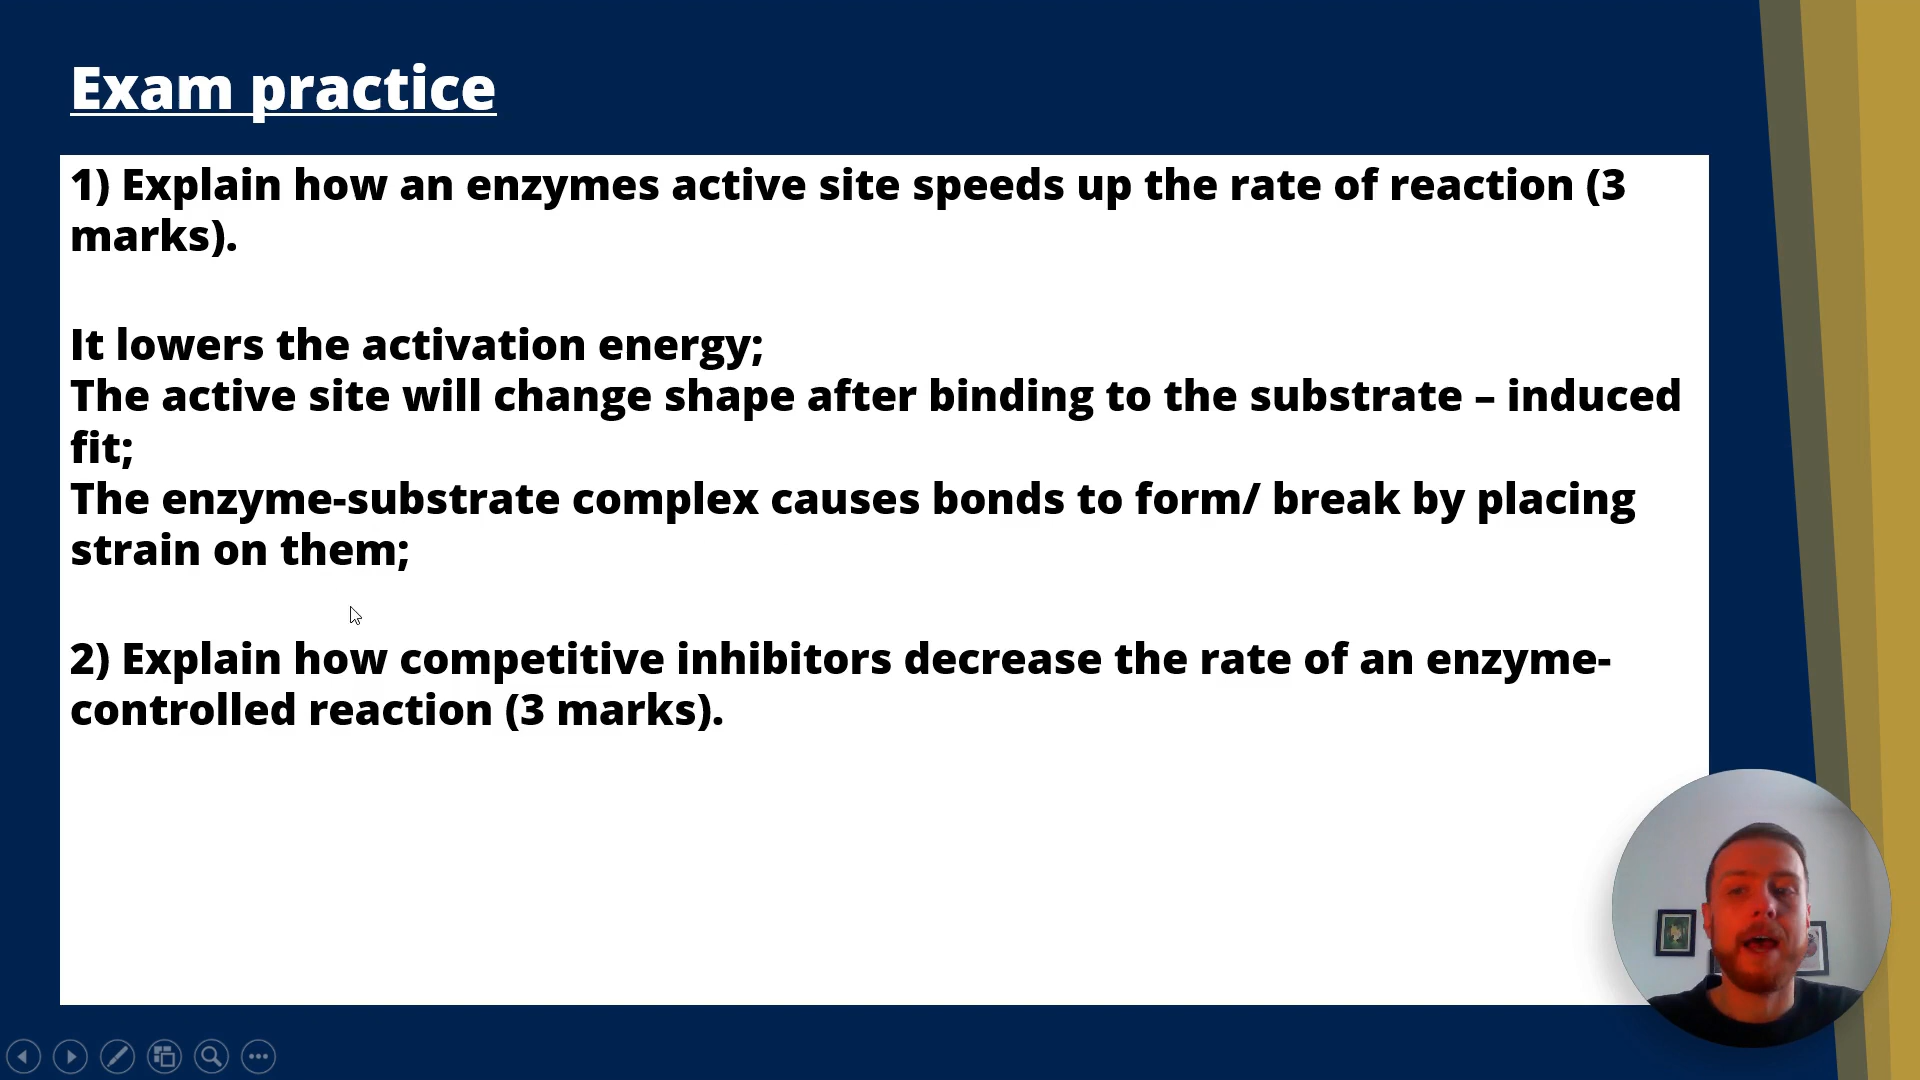 Exam practice
1) Explain how an enzymes active site speeds up the rate of reaction (3
marks).
It lowers the activation energy;
The active site will change shape after binding to the substrate – induced
fit;
The enzyme-substrate complex causes bonds to form/ break by placing
strain on them;
2) Explain how competitive inhibitors decrease the rate of an enzyme-
controlled reaction (3 marks).